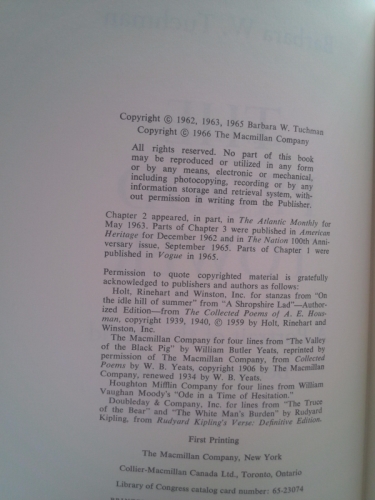 Barbara W. Tuchman
Copyright © 1962, 1963, 1965 Barbara W. Tuchman
Copyright © 1966 The Macmillan Company
All rights reserved. No part of this book
may be reproduced or utilized in any form
or by any means, electronic or mechanical,
including photocopying, recording or by any
information storage and retrieval system, with-
out permission in writing from the Publisher.
Chapter 2 appeared, in part, in The Atlantic Monthly for
May 1963. Parts of Chapter 3 were published in American
Heritage for December 1962 and in The Nation 100th Anni-
versary issue, September 1965. Parts of Chapter 1 were
published in Vogue in 1965.
Permission to quote copyrighted material is gratefully
acknowledged to publishers and authors as follows:
Holt, Rinehart and Winston, Inc. for stanzas from "On
the idle hill of summer" from "A Shropshire Lad"—Author-
ized Edition—from The Collected Poems of A. E. Hous-
man, copyright 1939, 1940, © 1959 by Holt, Rinehart and
Winston, Inc.
The Macmillan Company for four lines from "The Valley
of the Black Pig" by William Butler Yeats, reprinted by
permission of The Macmillan Company, from Collected
Poems by W. B. Yeats, copyright 1906 by The Macmillan
Company, renewed 1934 by W. B. Yeats.
Houghton Mifflin Company for four lines from William
Vaughan Moody's "Ode in a Time of Hesitation."
Doubleday & Company, Inc. for lines from "The Truce
of the Bear" and "The White Man's Burden" by Rudyard
Kipling, from Rudyard Kipling's Verse: Definitive Edition.
First Printing
The Macmillan Company, New York
Collier-Macmillan Canada Ltd., Toronto, Ontario
Library of Congress catalog card number: 65-23074